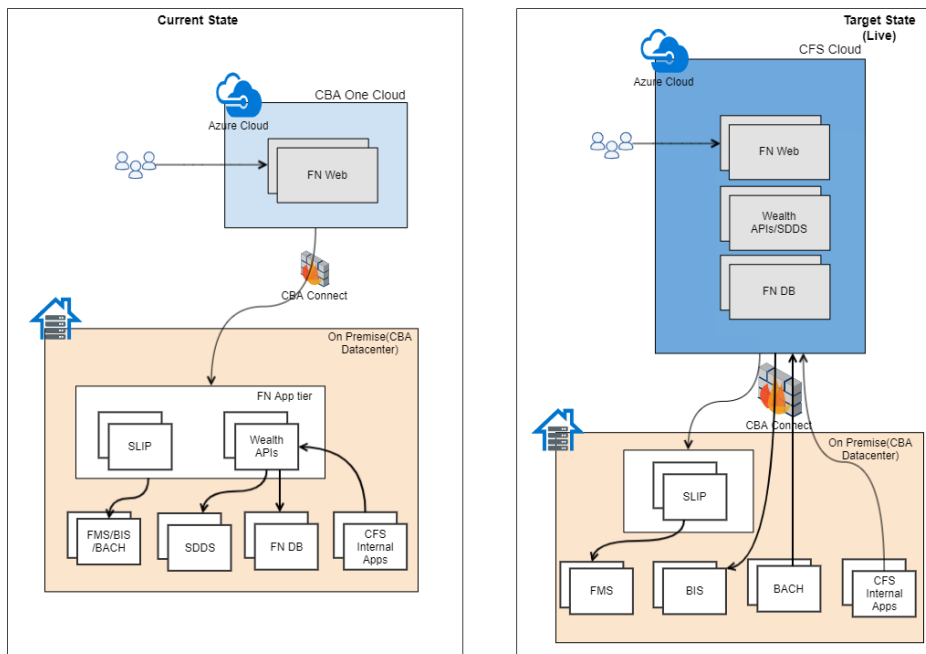 Current State
CBA One Cloud
Azure Cloud
FN Web
CBA Connect
On Premise(CBA
Datacenter)
FN App tier
SLIP
Wealth
APIs
FMS/BIS
/BACH
SDDS
FN DB
CFS
Internal
Apps
Target State
(Live)
CFS Cloud
Azure Cloud
FN Web
Wealth
APIs/SDDS
FN DB
CBA Connect
On Premise(CBA
Datacenter)
SLIP
FMS
BIS
BACH
CFS
Internal
Apps